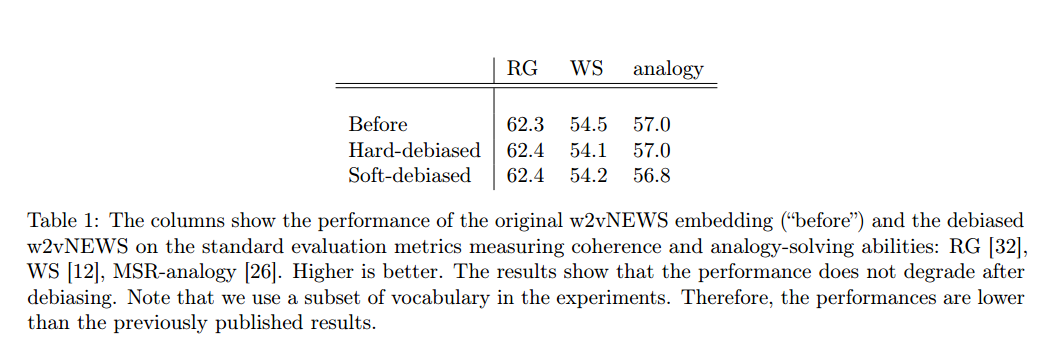 RG WS analogy
Before 62.3 54.5 57.0
Hard-debiased 62.4 54.1 57.0
Soft-debiased 62.4 54.2 56.8
Table 1: The columns show the performance of the original w2vNEWS embedding (“before”) and the debiased
w2vNEWS on the standard evaluation metrics measuring coherence and analogy-solving abilities: RG [32],
WS [12], MSR-analogy [26]. Higher is better. The results show that the performance does not degrade after
debiasing. Note that we use a subset of vocabulary in the experiments. Therefore, the performances are lower
than the previously published results.